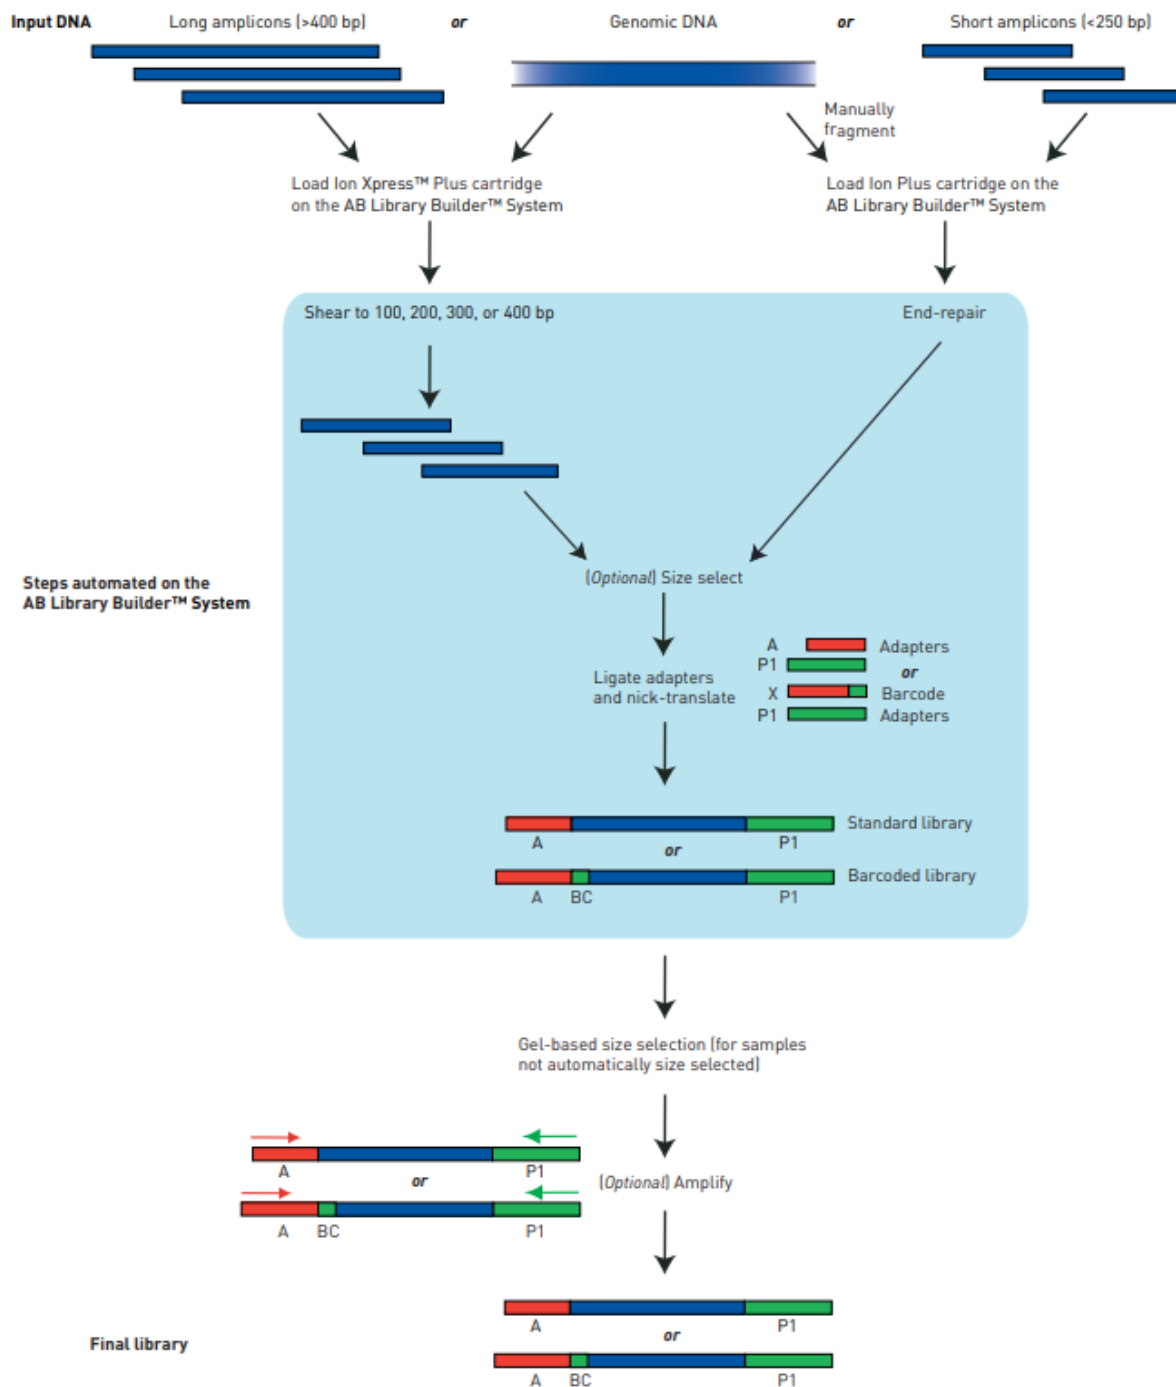 Input DNA
Long amplicons (>400 bp)
or
Genomic DNA
or
Short amplicons (<250 bp)
Manually
fragment
Load Ion Xpress™ Plus cartridge
on the AB Library Builder™ System
Load Ion Plus cartridge on the
AB Library Builder™ System
Shear to 100, 200, 300, or 400 bp
End-repair
Steps automated on the
AB Library Builder™ System
(Optional) Size select
Ligate adapters
and nick-translate
A
Adapters
P1
or
X
Barcode
P1
Adapters
Standard library
A
P1
or
Barcoded library
A
BC
P1
Gel-based size selection (for samples
not automatically size selected)
A
P1
or
(Optional) Amplify
A
BC
P1
Final library
A
P1
or
A
BC
P1